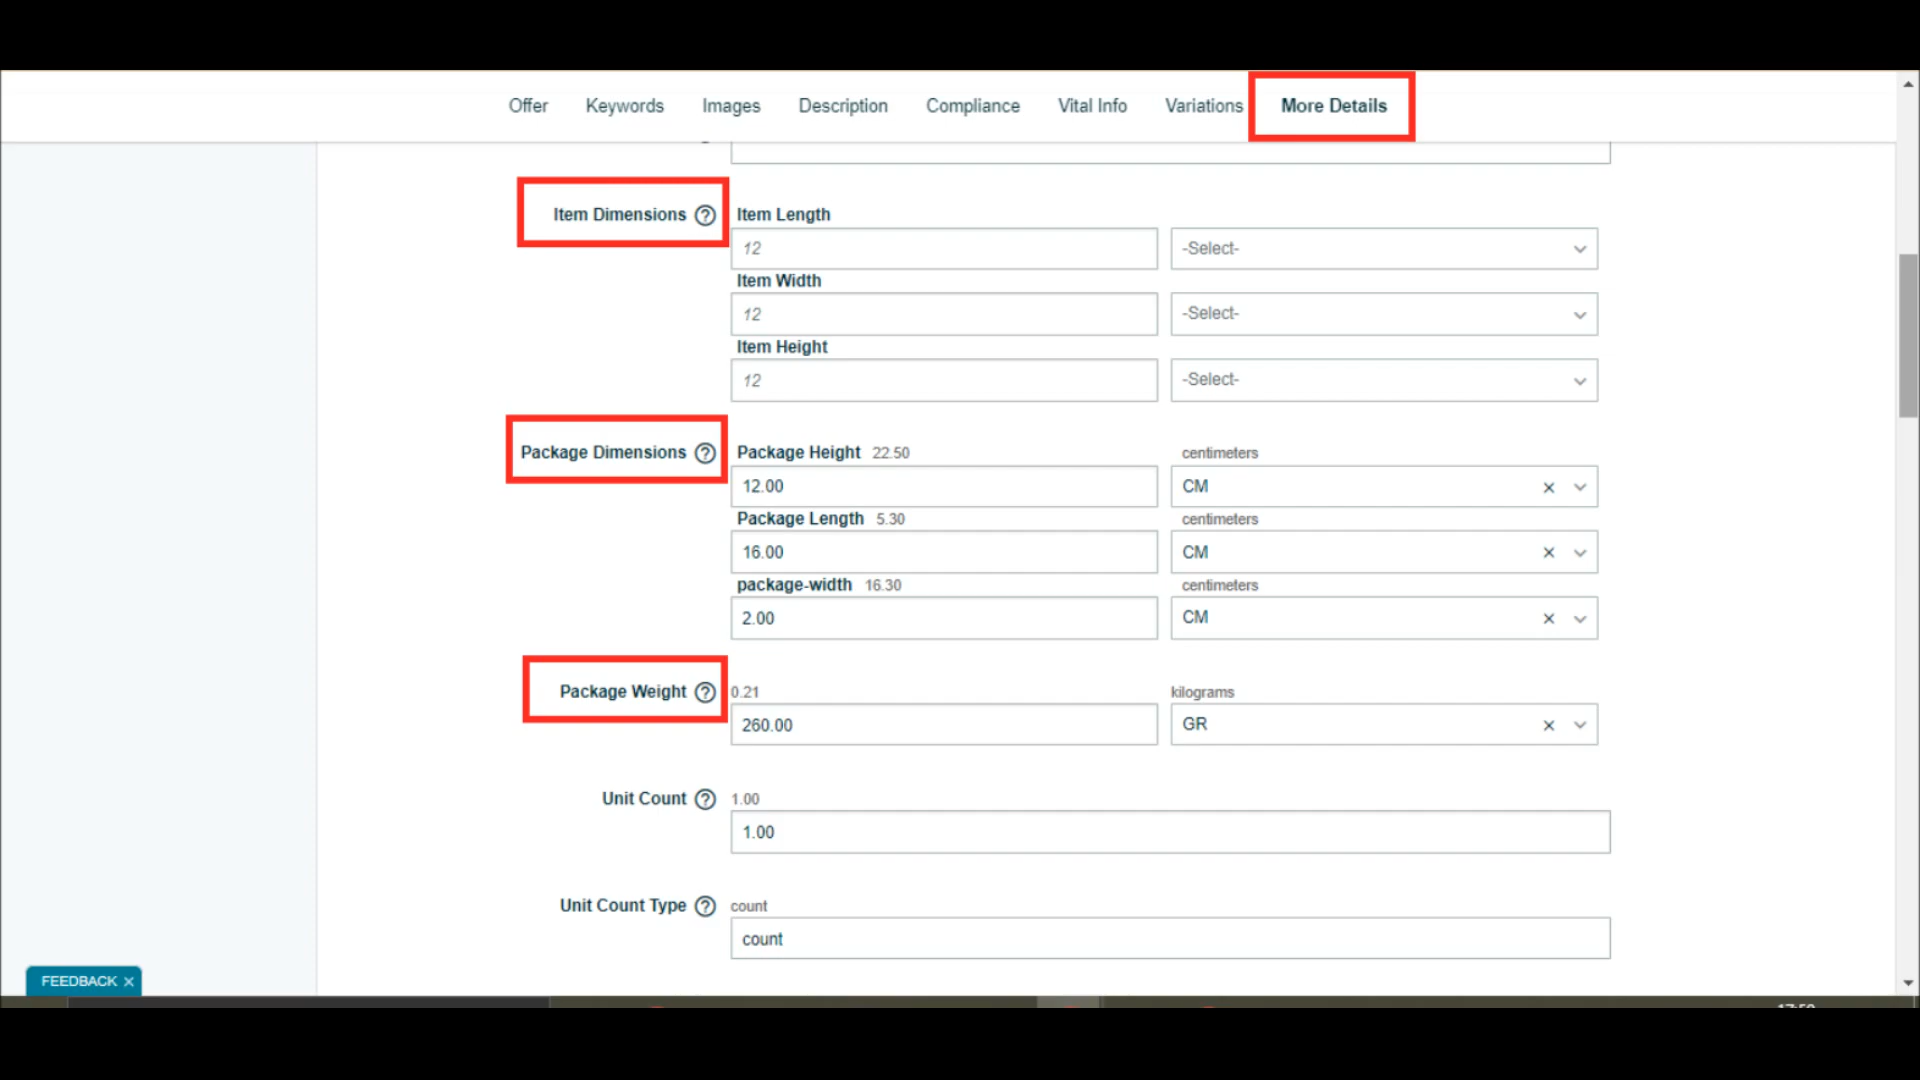 Offer Keywords Images Description Compliance Vital Info Variations More Details
Item Dimensions ? Item Length
12 -Select-
Item Width
12 -Select-
Item Height
12 -Select-
Package Dimensions ? Package Height 22.50 centimeters
12.00 CM
Package Length 5.30 centimeters
16.00 CM
package-width 16.30 centimeters
2.00 CM
Package Weight ? 0.21 kilograms
260.00 GR
Unit Count ? 1.00
1.00
Unit Count Type ? count
count
FEEDBACK ×